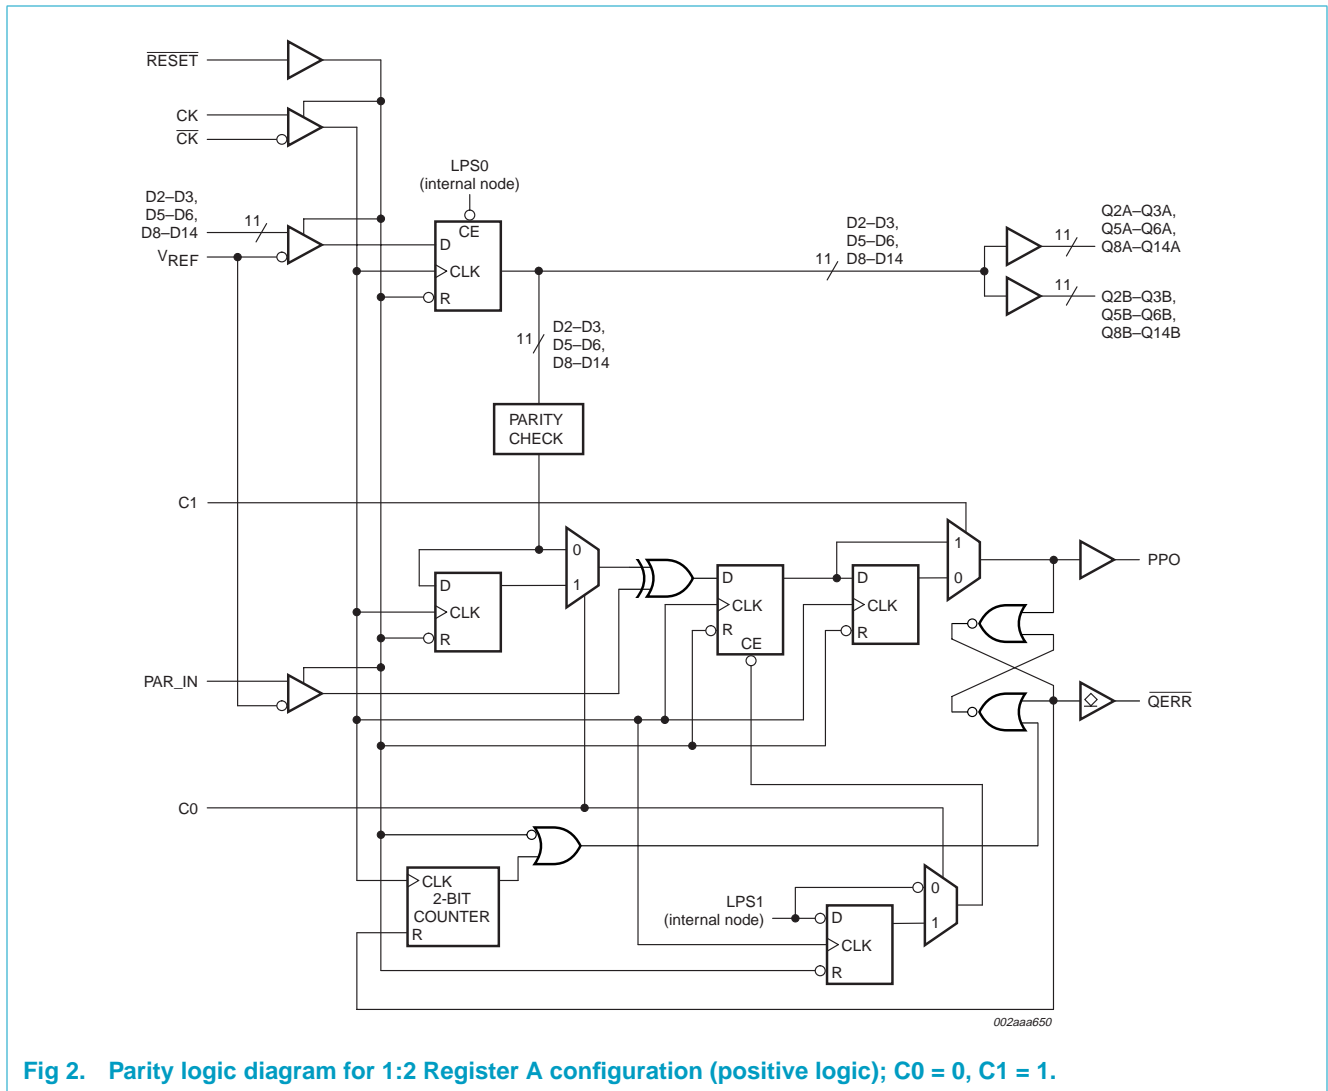 R̅E̅S̅E̅T̅
CK
C̅K̅
D2–D3,
D5–D6,
D8–D14
11
VREF
LPS0
(internal node)
CE
D
CLK
R
D2–D3,
D5–D6,
D8–D14
11
11
Q2A–Q3A,
Q5A–Q6A,
Q8A–Q14A
11
Q2B–Q3B,
Q5B–Q6B,
Q8B–Q14B
11
D2–D3,
D5–D6,
D8–D14
PARITY
CHECK
C1
0
1
D
CLK
R
D
CLK
R
CE
D
CLK
R
1
0
PPO
PAR_IN
Q̅E̅R̅R̅
C0
CLK
2-BIT
COUNTER
R
LPS1
(internal node)
D
CLK
R
0
1
002aaa650
Fig 2. Parity logic diagram for 1:2 Register A configuration (positive logic); C0 = 0, C1 = 1.